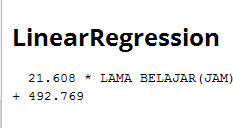 LinearRegression
21.608 * LAMA BELAJAR(JAM)
+ 492.769